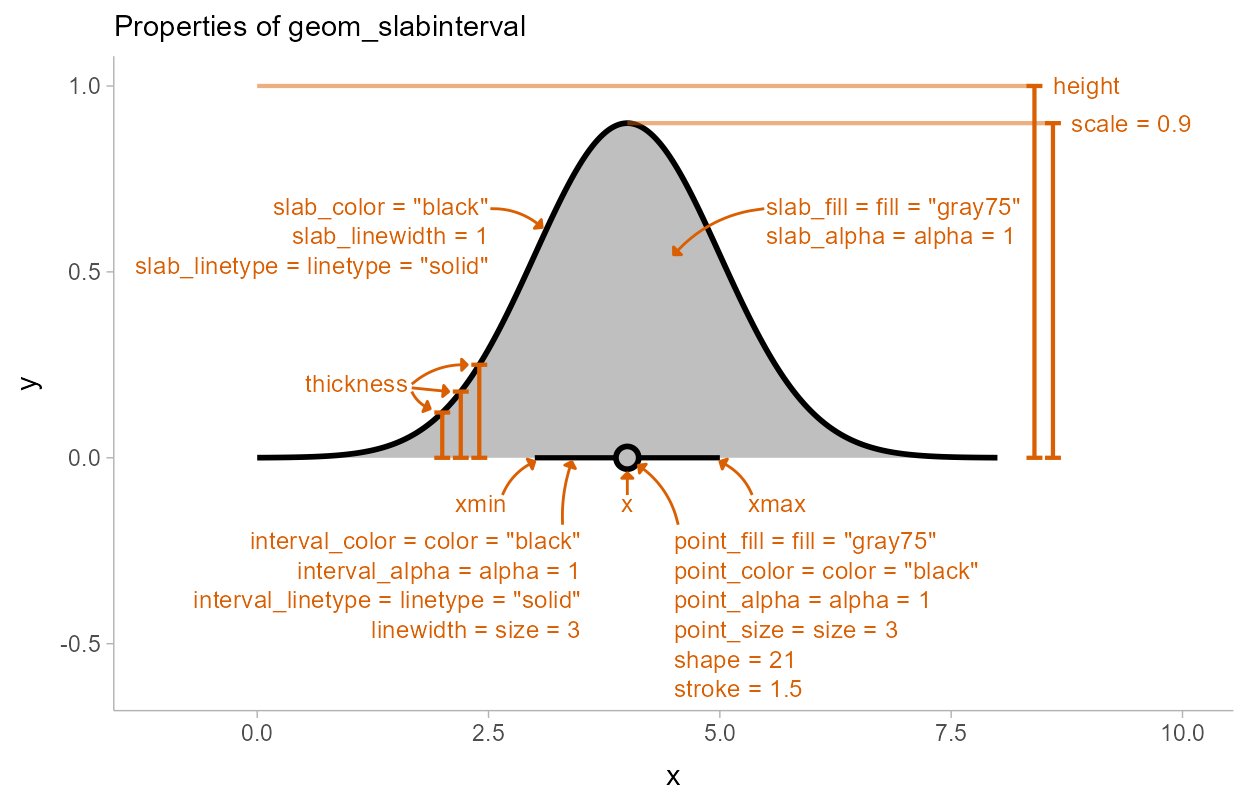 Properties of geom_slabinterval
1.0
height
scale = 0.9
slab_color = "black"
slab_linewidth = 1
slab_linetype = linetype = "solid"
slab_fill = fill = "gray75"
slab_alpha = alpha = 1
0.5
thickness
y
0.0
xmin
x
xmax
interval_color = color = "black"
interval_alpha = alpha = 1
interval_linetype = linetype = "solid"
linewidth = size = 3
point_fill = fill = "gray75"
point_color = color = "black"
point_alpha = alpha = 1
point_size = size = 3
shape = 21
stroke = 1.5
-0.5
0.0 2.5 5.0 7.5 10.0
x